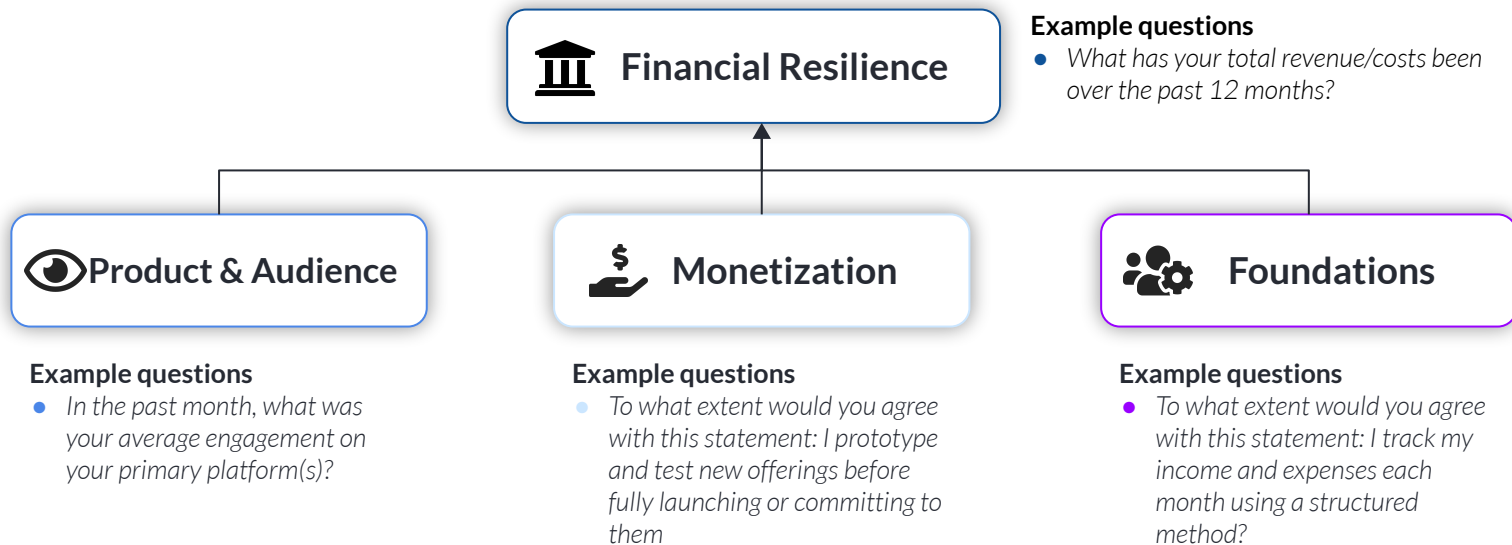 Financial Resilience
Example questions
● What has your total revenue/costs been
over the past 12 months?
Product & Audience
Monetization
$
Foundations
Example questions
● In the past month, what was
your average engagement on
your primary platform(s)?
Example questions
● To what extent would you agree
with this statement: I prototype
and test new offerings before
fully launching or committing to
them
Example questions
● To what extent would you agree
with this statement: I track my
income and expenses each
month using a structured
method?